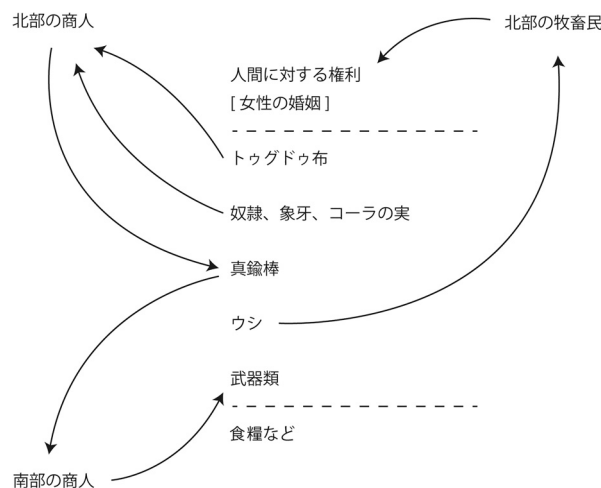 北部の商人
北部の牧畜民
人間に対する権利
[ 女性の婚姻 ]
トゥグドゥ布
奴隷、象牙、コーラの実
真鍮棒
ウシ
武器類
食糧など
南部の商人